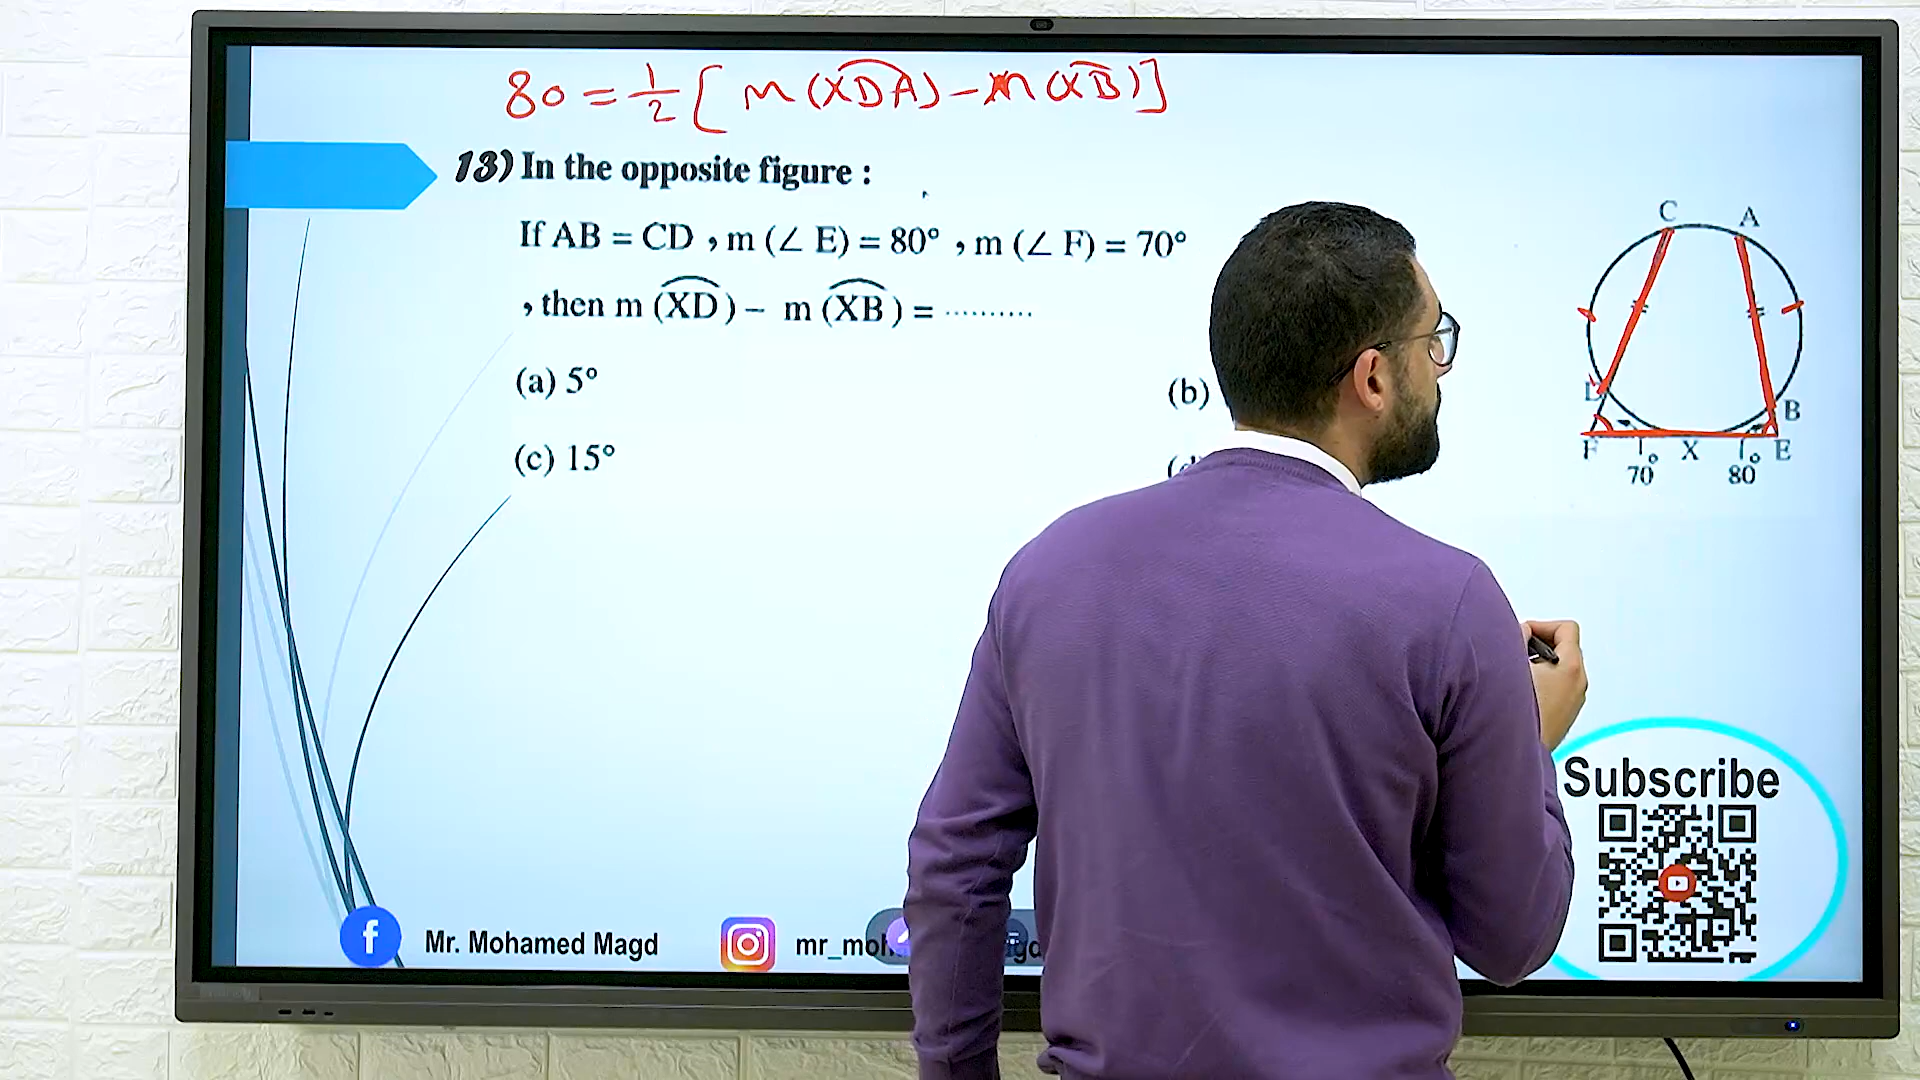 80 = 1/2 [ m (XDA) - m (XB) ]
13) In the opposite figure :
If AB = CD , m (∠ E) = 80° , m (∠ F) = 70°
, then m (XD) - m (XB) = ..........
(a) 5°
(b)
(c) 15°
C A
D
B
F X E
70° 80°
Subscribe
Mr. Mohamed Magd